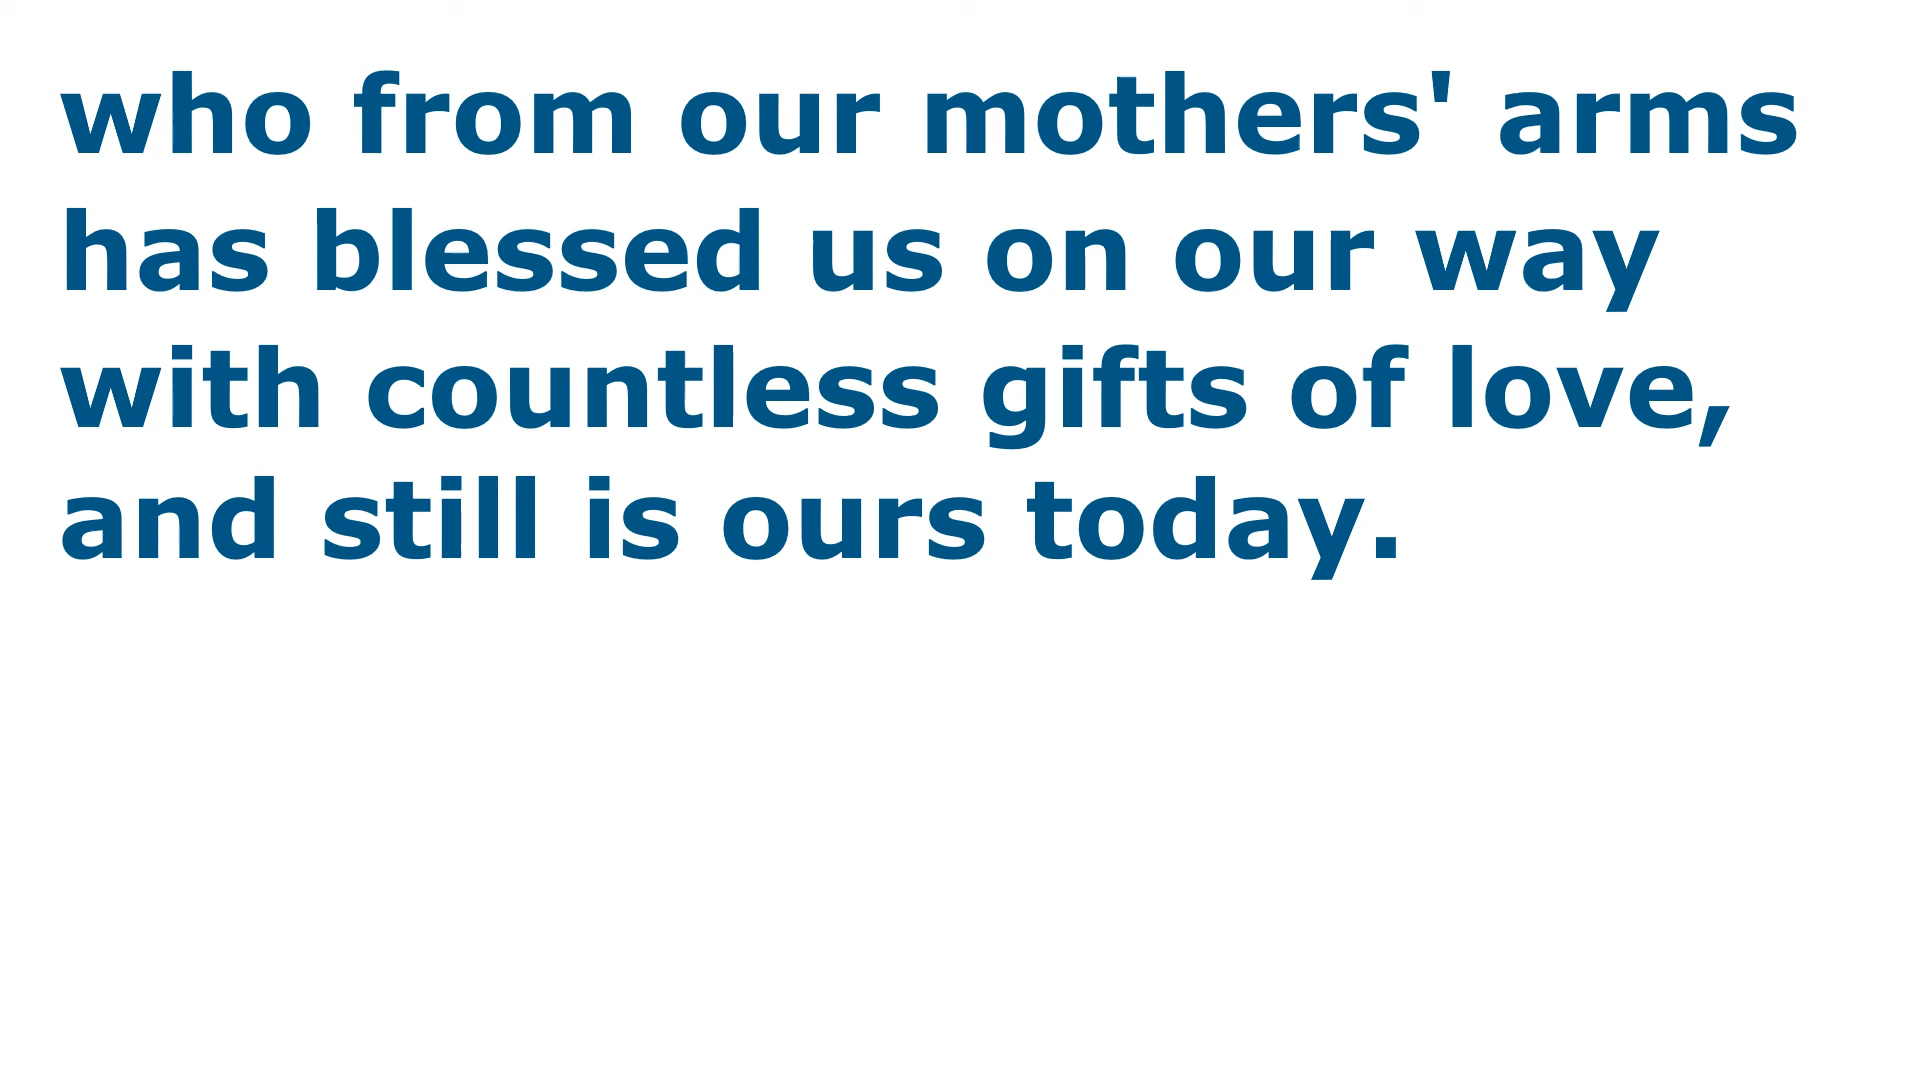 who from our mothers' arms
has blessed us on our way
with countless gifts of love,
and still is ours today.